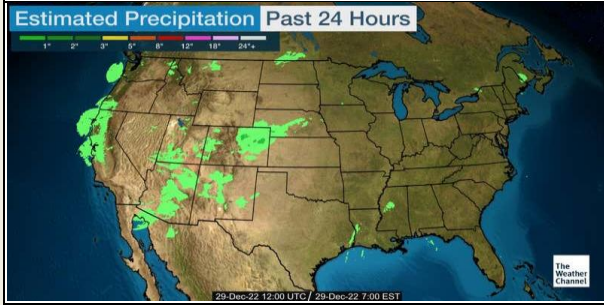 Estimated Precipitation Past 24 Hours
1" 2" 3" 5" 8" 12" 18" 24"+
The
Weather
Channel
29-Dec-22 12:00 UTC / 29-Dec-22 7:00 EST